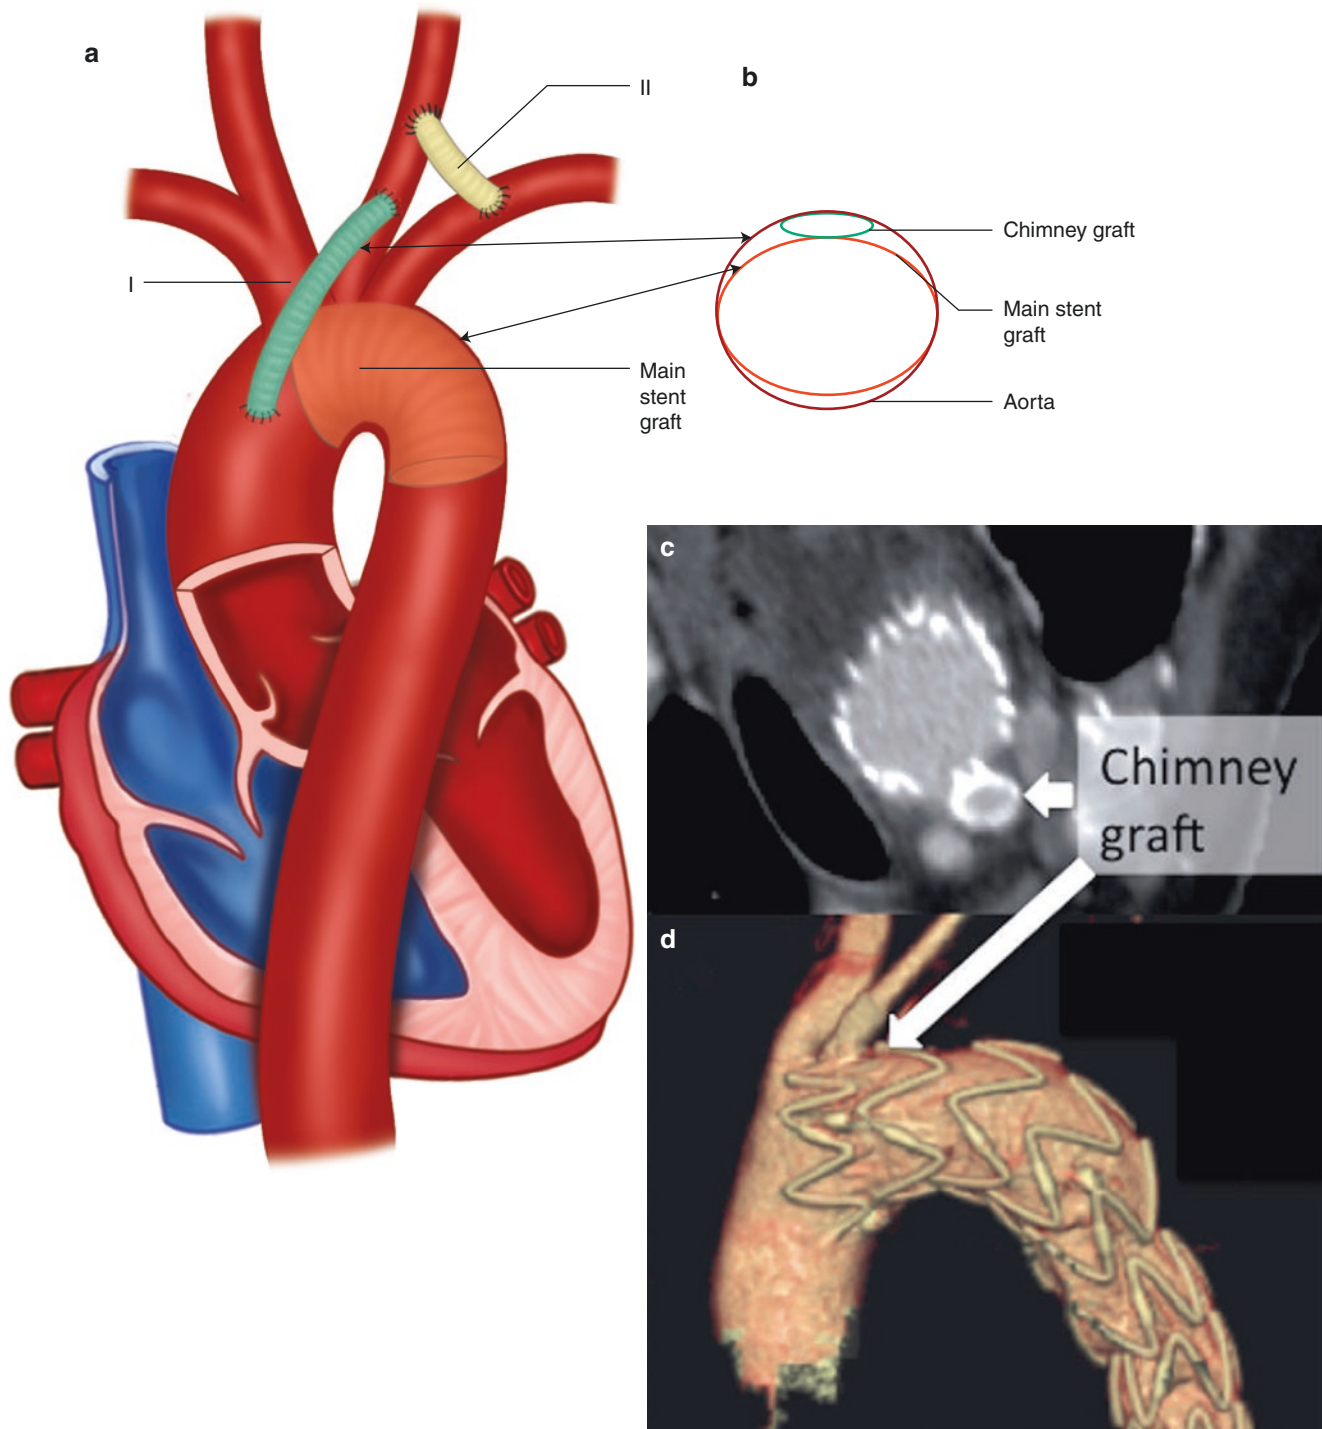 a
II
b
Chimney graft
I
Main stent
graft
Main
stent
graft
Aorta
c
Chimney
graft
d